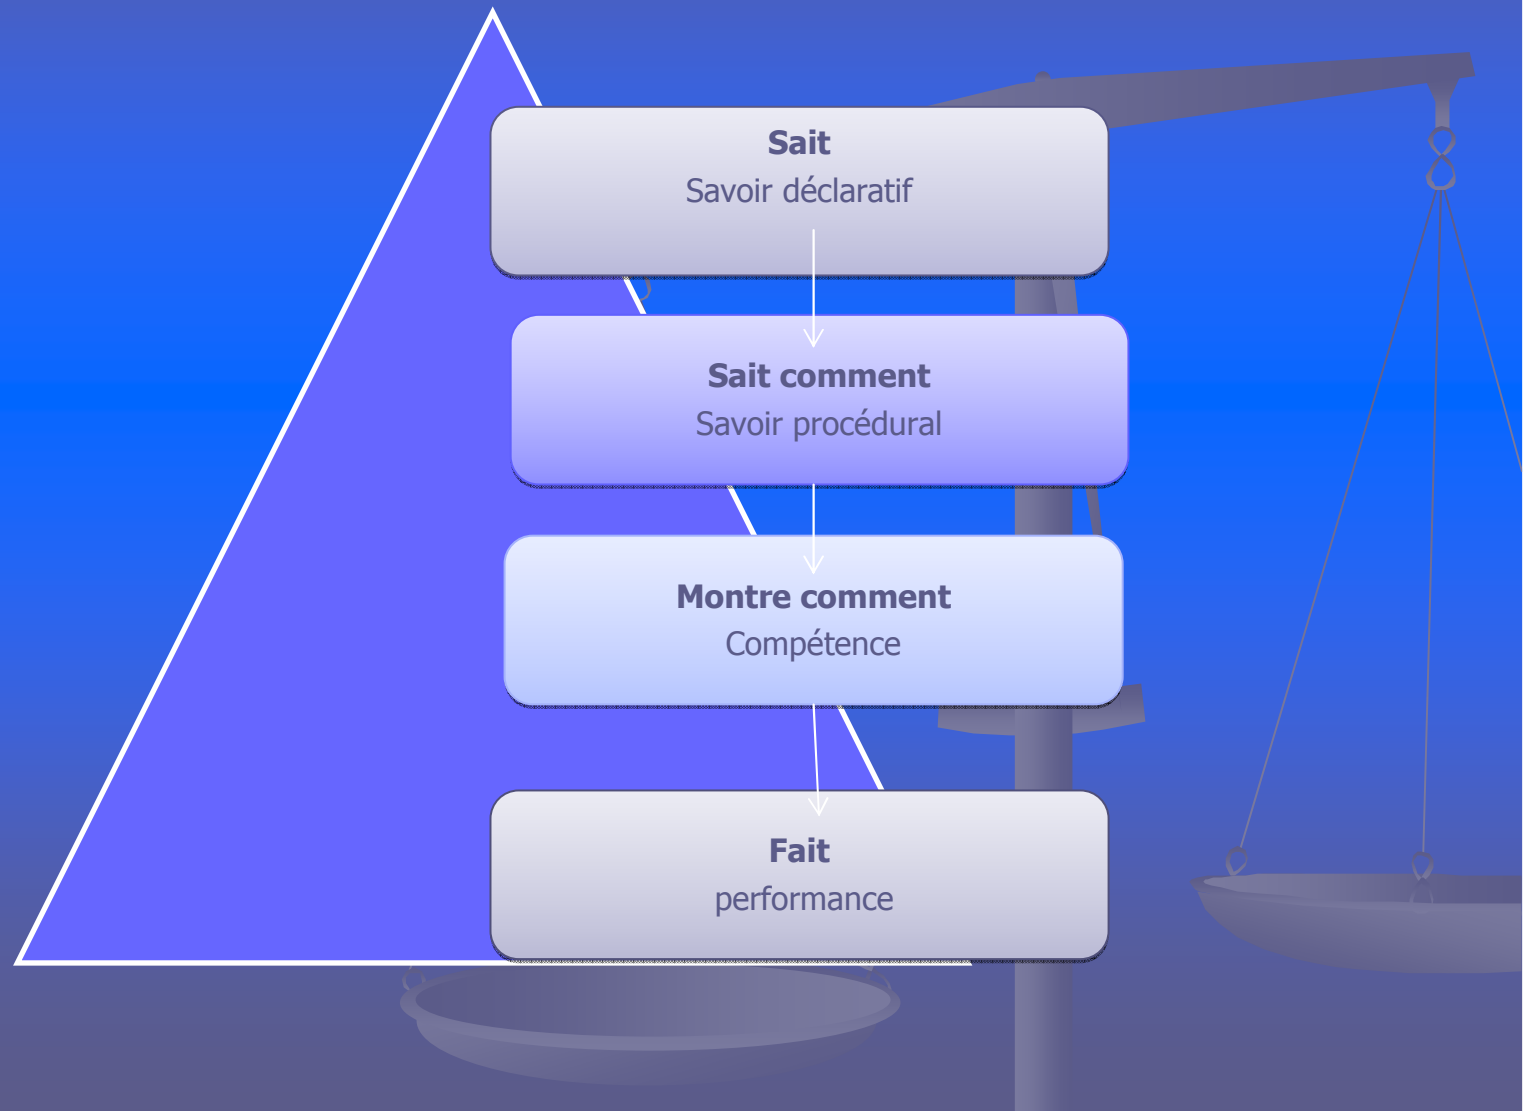 Sait
Savoir déclaratif
Sait comment
Savoir procédural
Montre comment
Compétence
Fait
performance